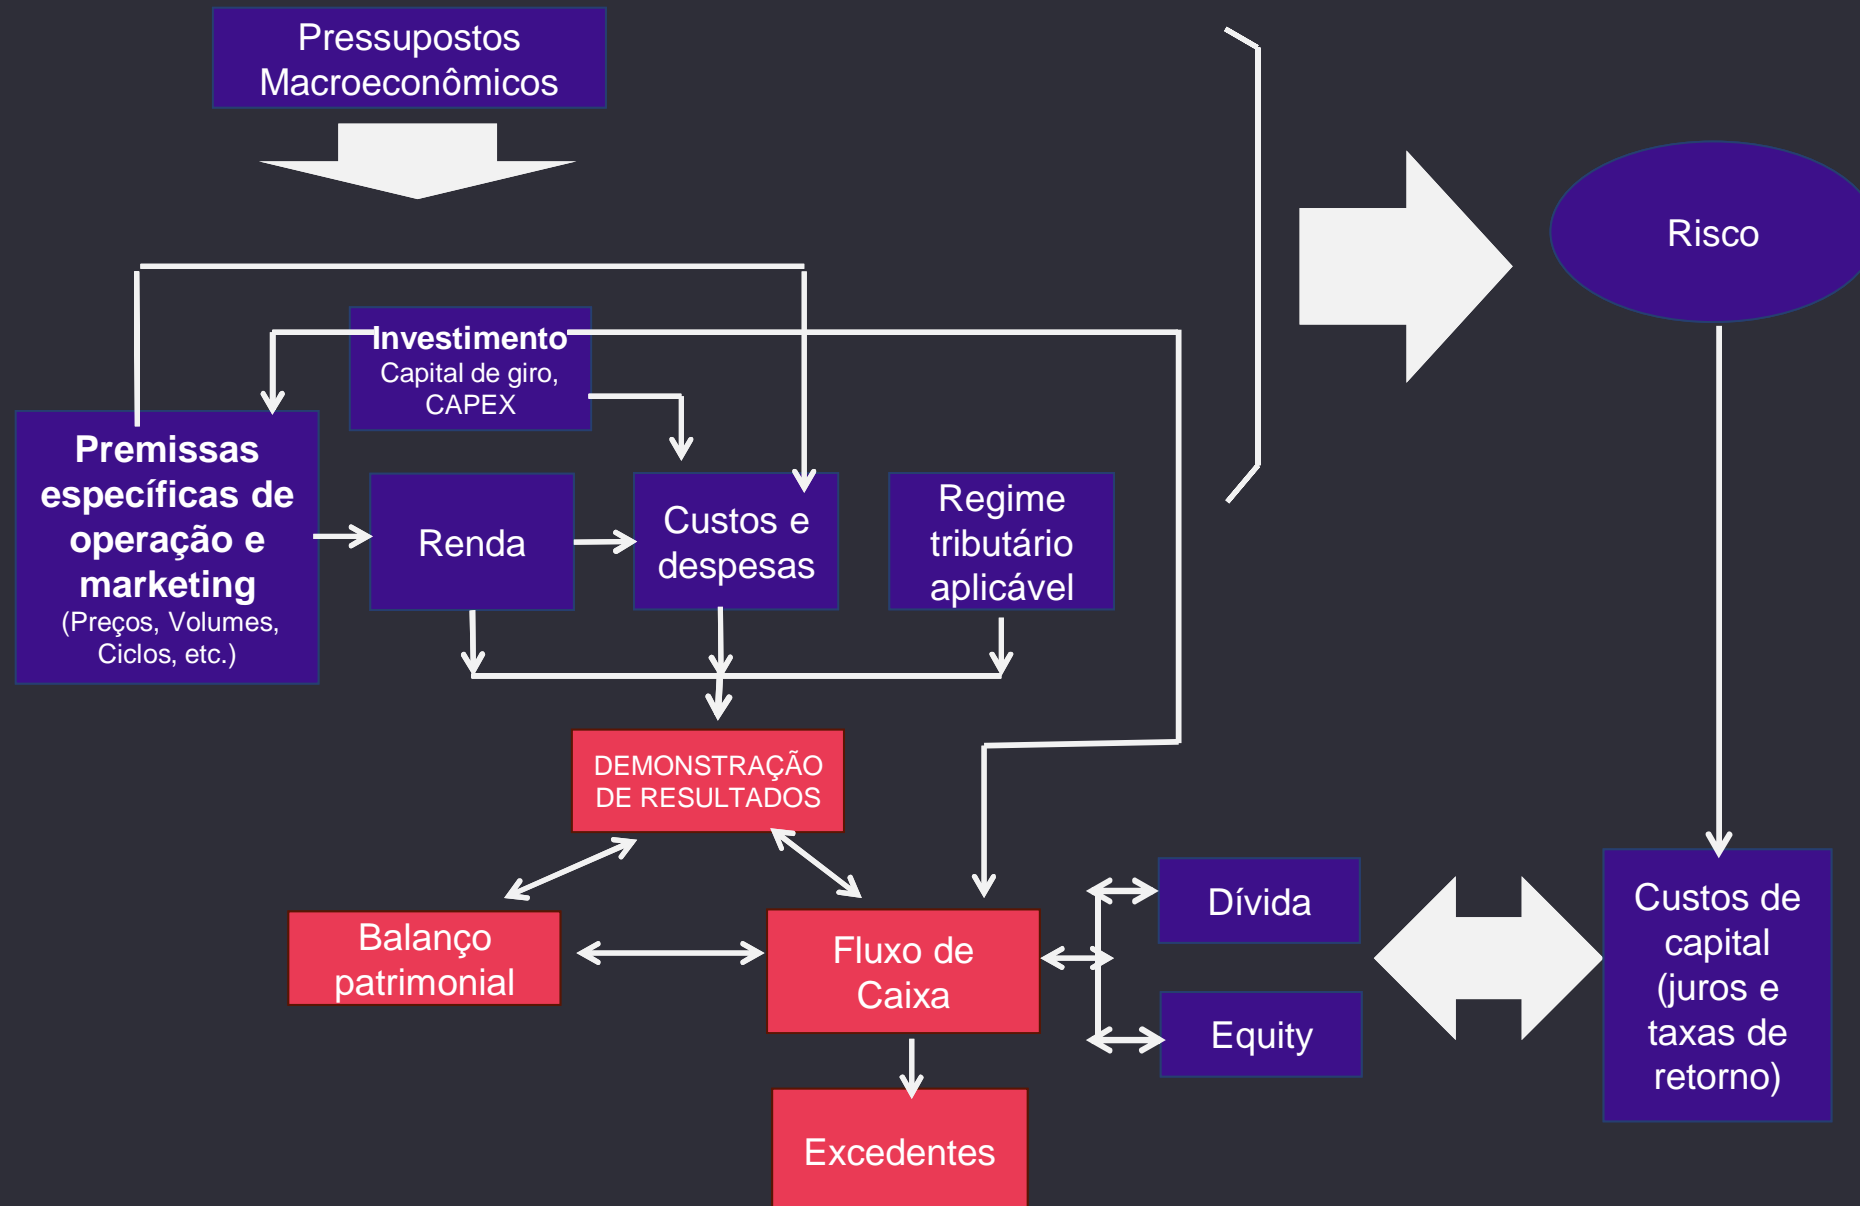 Pressupostos
Macroeconômicos
Risco
Investimento
Capital de giro,
CAPEX
Premissas
específicas de
operação e
marketing
(Preços, Volumes,
Ciclos, etc.)
Renda
Custos e
despesas
Regime
tributário
aplicável
DEMONSTRAÇÃO
DE RESULTADOS
Balanço
patrimonial
Fluxo de
Caixa
Dívida
Equity
Custos de
capital
(juros e
taxas de
retorno)
Excedentes